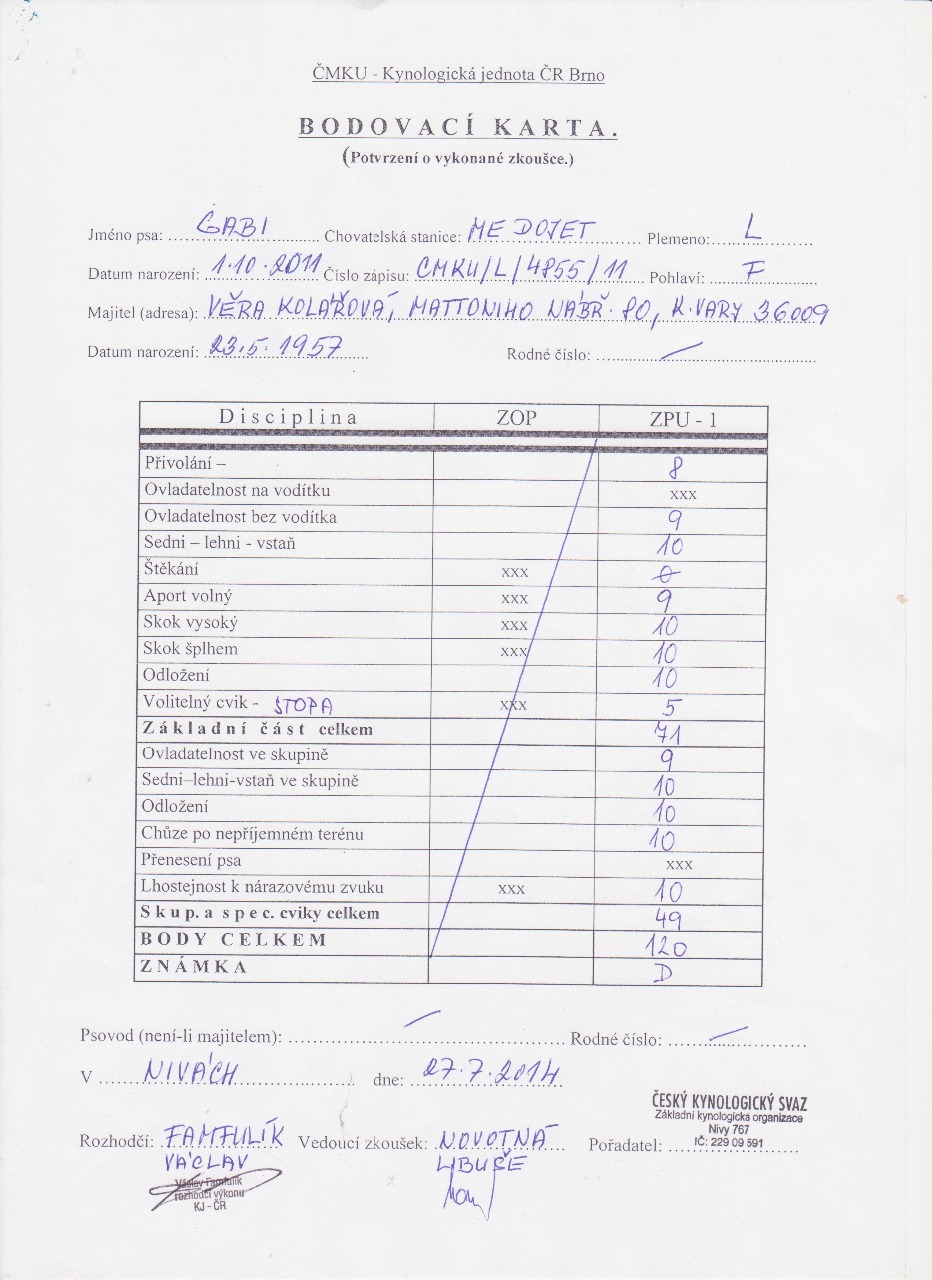 ČMKU - Kynologická jednota ČR Brno
BODOVACÍ KARTA.
(Potvrzení o vykonané zkoušce.)
Jméno psa: GABI Chovatelská stanice: MEDOJET Plemeno: L
Datum narození: 1.10.2011 Číslo zápisu: CMKU/L/4855/11 Pohlaví: F
Majitel (adresa): VĚRA KOLÁŘOVÁ, MATTONIHO NÁBŘ. 80, K.VARY 36009
Datum narození: 23.5.1957 Rodné číslo: —
Disciplina ZOP ZPU - 1
Přivolání – 8
Ovladatelnost na vodítku xxx
Ovladatelnost bez vodítka 9
Sedni – lehni - vstaň 10
Štěkání xxx 0
Aport volný xxx 9
Skok vysoký xxx 10
Skok šplhem xxx 10
Odložení 10
Volitelný cvik - STOPA xxx 5
Základní část celkem 71
Ovladatelnost ve skupině 9
Sedni–lehni-vstaň ve skupině 10
Odložení 10
Chůze po nepříjemném terénu 10
Přenesení psa xxx
Lhostejnost k nárazovému zvuku xxx 10
Skup. a spec. cviky celkem 49
BODY CELKEM 120
ZNÁMKA D
Psovod (není-li majitelem): — Rodné číslo: —
V NIVÁCH dne: 27.7.2014
ČESKÝ KYNOLOGICKÝ SVAZ
Základní kynologická organizace
Nivy 767
IČ: 229 09 591
Rozhodčí: FAMFULÍK Vedoucí zkoušek: NOVOTNÁ Pořadatel:
VÁCLAV LIBUŠE
Václav Famfulík
rozhodčí výkonu
KJ - ČR